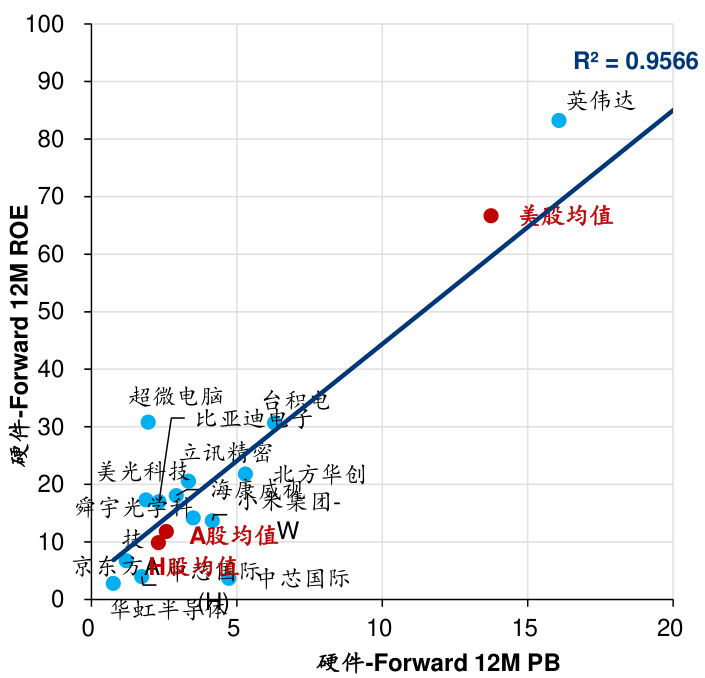 100
R² = 0.9566
90
英伟达
80
70
美股均值
60
50
40
超微电脑
台积电
比亚迪电子
30
立讯精密
美光科技
北方华创
海康威视
20
小米集团-
W
舜宇光学科
技
A股均值
10
京东方A
H股均值
中芯国际
(H)
中芯国际
0
华虹半导体
0
5
10
15
20
硬件-Forward 12M ROE
硬件-Forward 12M PB